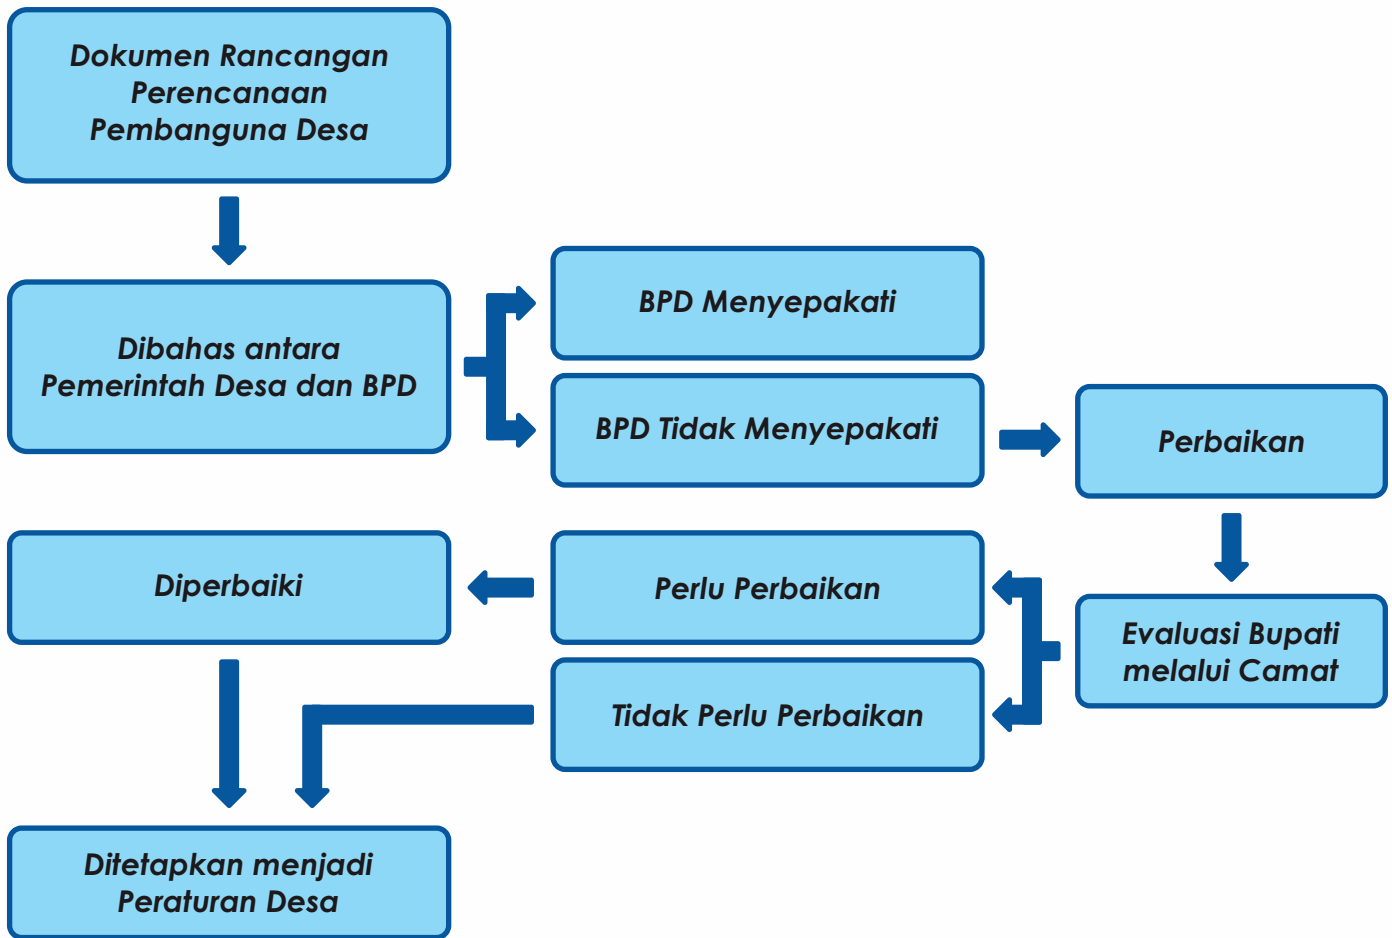 Dokumen Rancangan
Perencanaan
Pembanguna Desa
Dibahas antara
Pemerintah Desa dan BPD
BPD Menyepakati
BPD Tidak Menyepakati
Perbaikan
Evaluasi Bupati
melalui Camat
Perlu Perbaikan
Tidak Perlu Perbaikan
Diperbaiki
Ditetapkan menjadi
Peraturan Desa